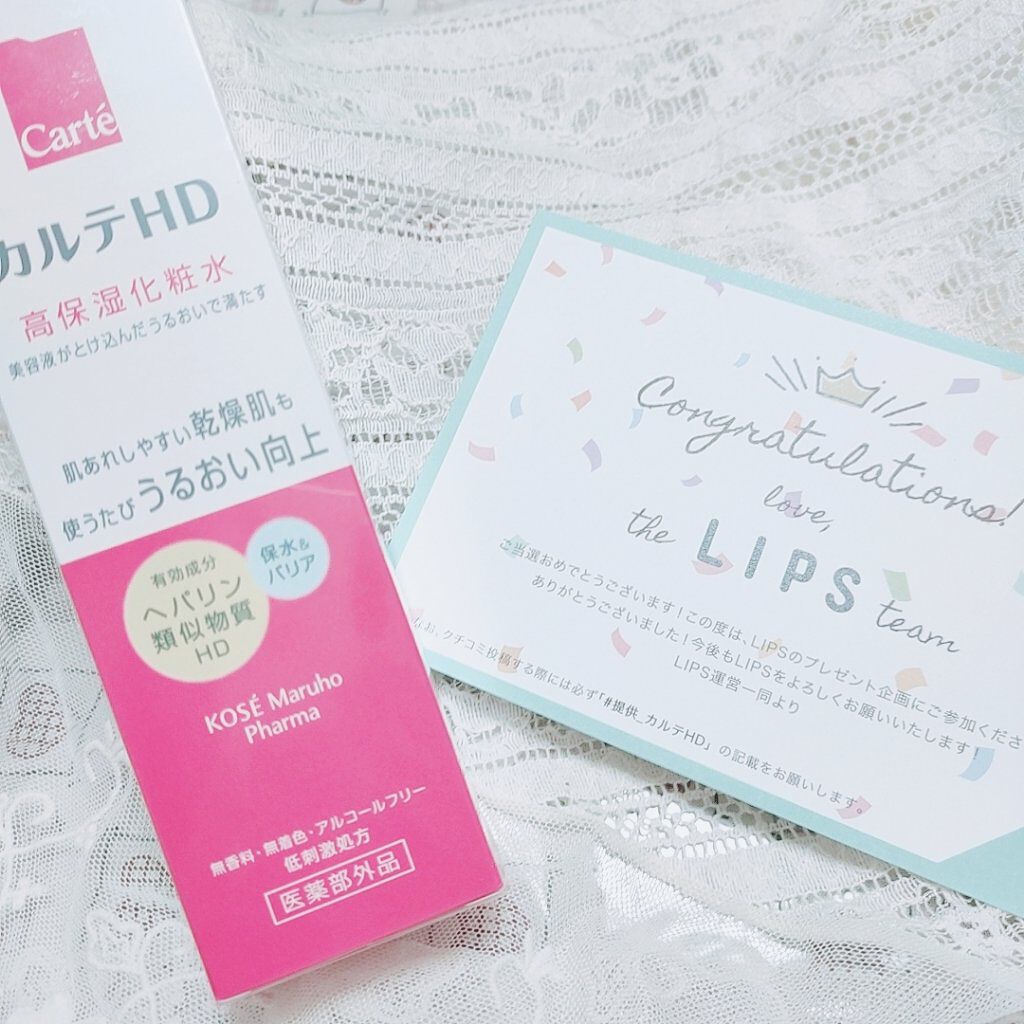 Carté
カルテHD
高保湿化粧水
美容液がとけ込んだうるおいで満たす
肌あれしやすい乾燥肌も
使うたびうるおい向上
有効成分
ヘパリン
類似物質
HD
保水&
バリア
KOSÉ Maruho
Pharma
無香料・無着色・アルコールフリー
低刺激処方
医薬部外品
Congratulations!
love,
the LIPS team
ご当選おめでとうございます!この度は、LIPSのプレゼント企画にご参加くださ
ありがとうございました!今後もLIPSをよろしくお願いいたします!
LIPS運営一同より
なお、クチコミ投稿する際には必ず「#提供_カルテHD」の記載をお願いします。